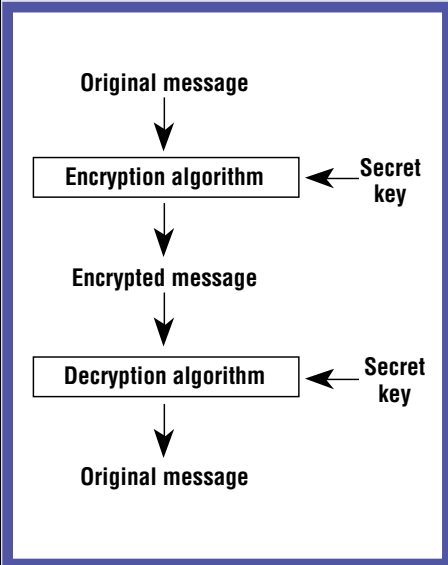 Original message
Encryption algorithm
Secret
key
Encrypted message
Decryption algorithm
Secret
key
Original message